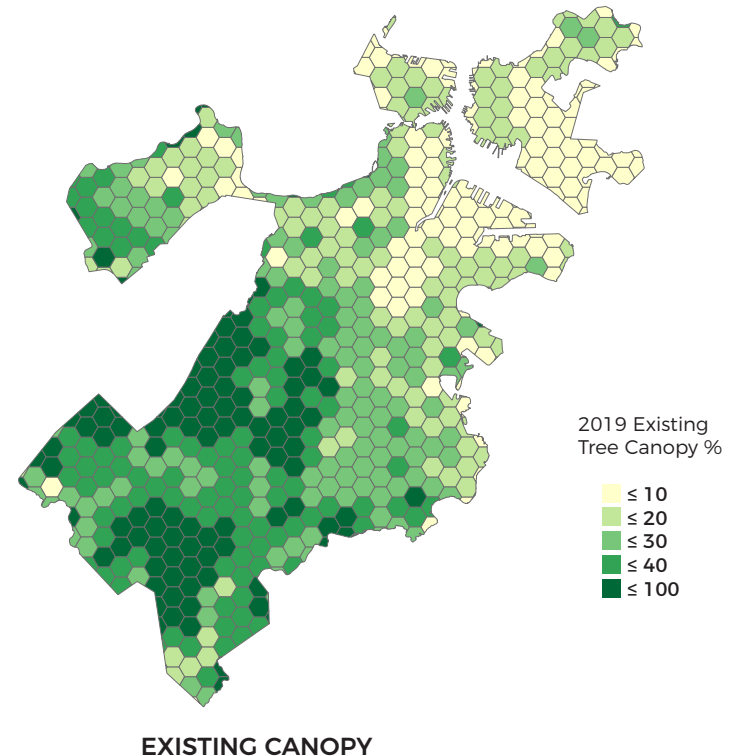 2019 Existing
Tree Canopy %
≤ 10
≤ 20
≤ 30
≤ 40
≤ 100
EXISTING CANOPY